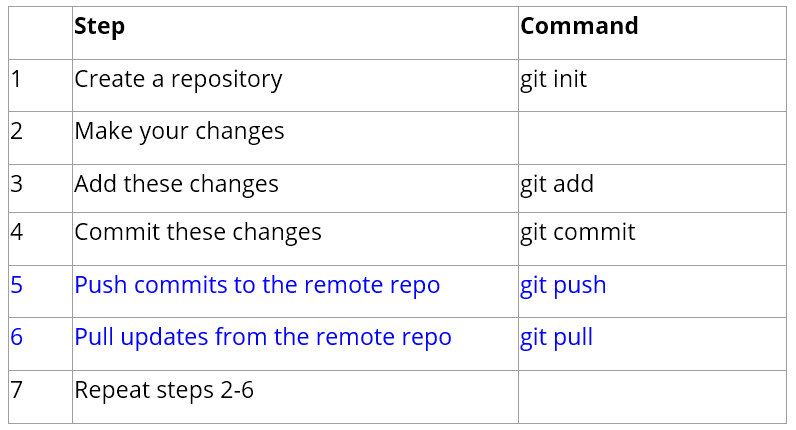 Step Command
1 Create a repository git init
2 Make your changes
3 Add these changes git add
4 Commit these changes git commit
5 Push commits to the remote repo git push
6 Pull updates from the remote repo git pull
7 Repeat steps 2-6